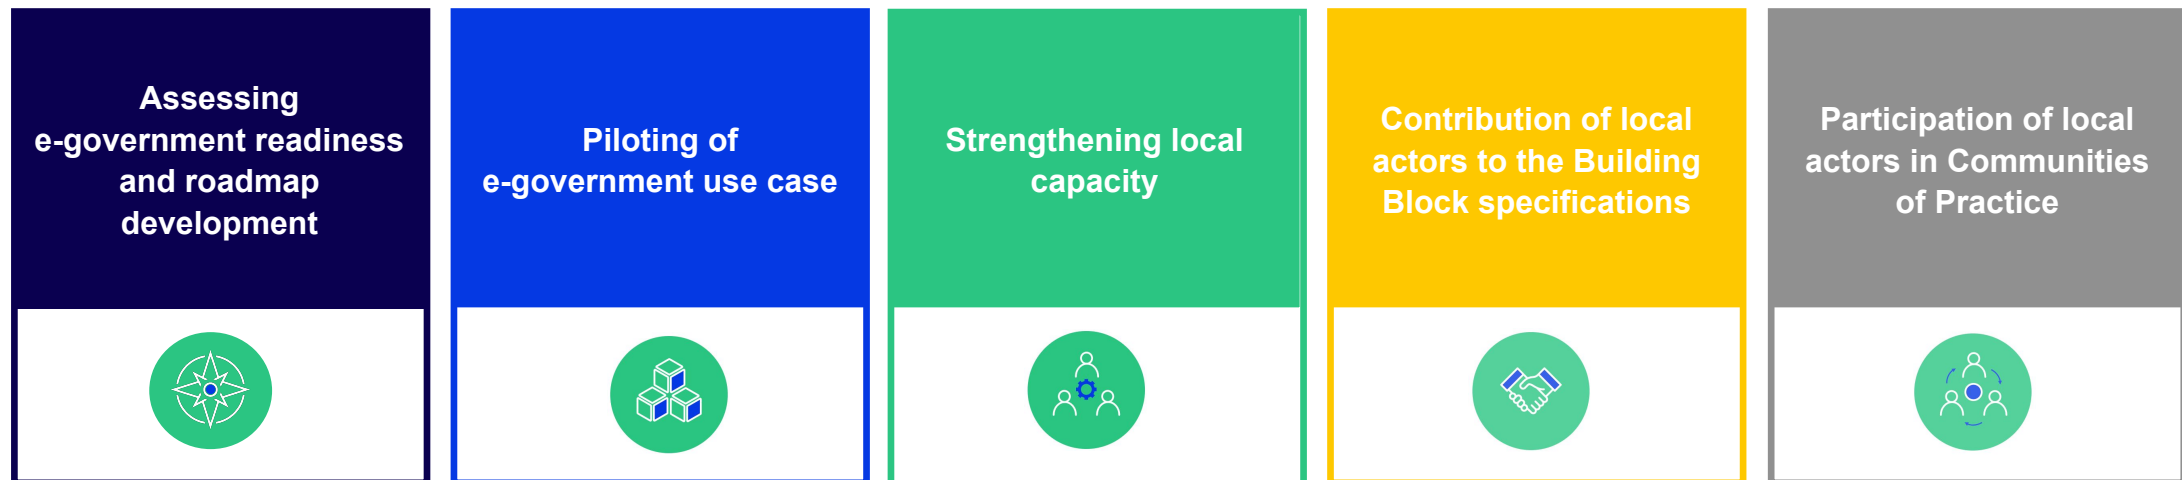 Assessing
e-government readiness
and roadmap
development
Piloting of
e-government use case
Strengthening local
capacity
Contribution of local
actors to the Building
Block specifications
Participation of local
actors in Communities
of Practice